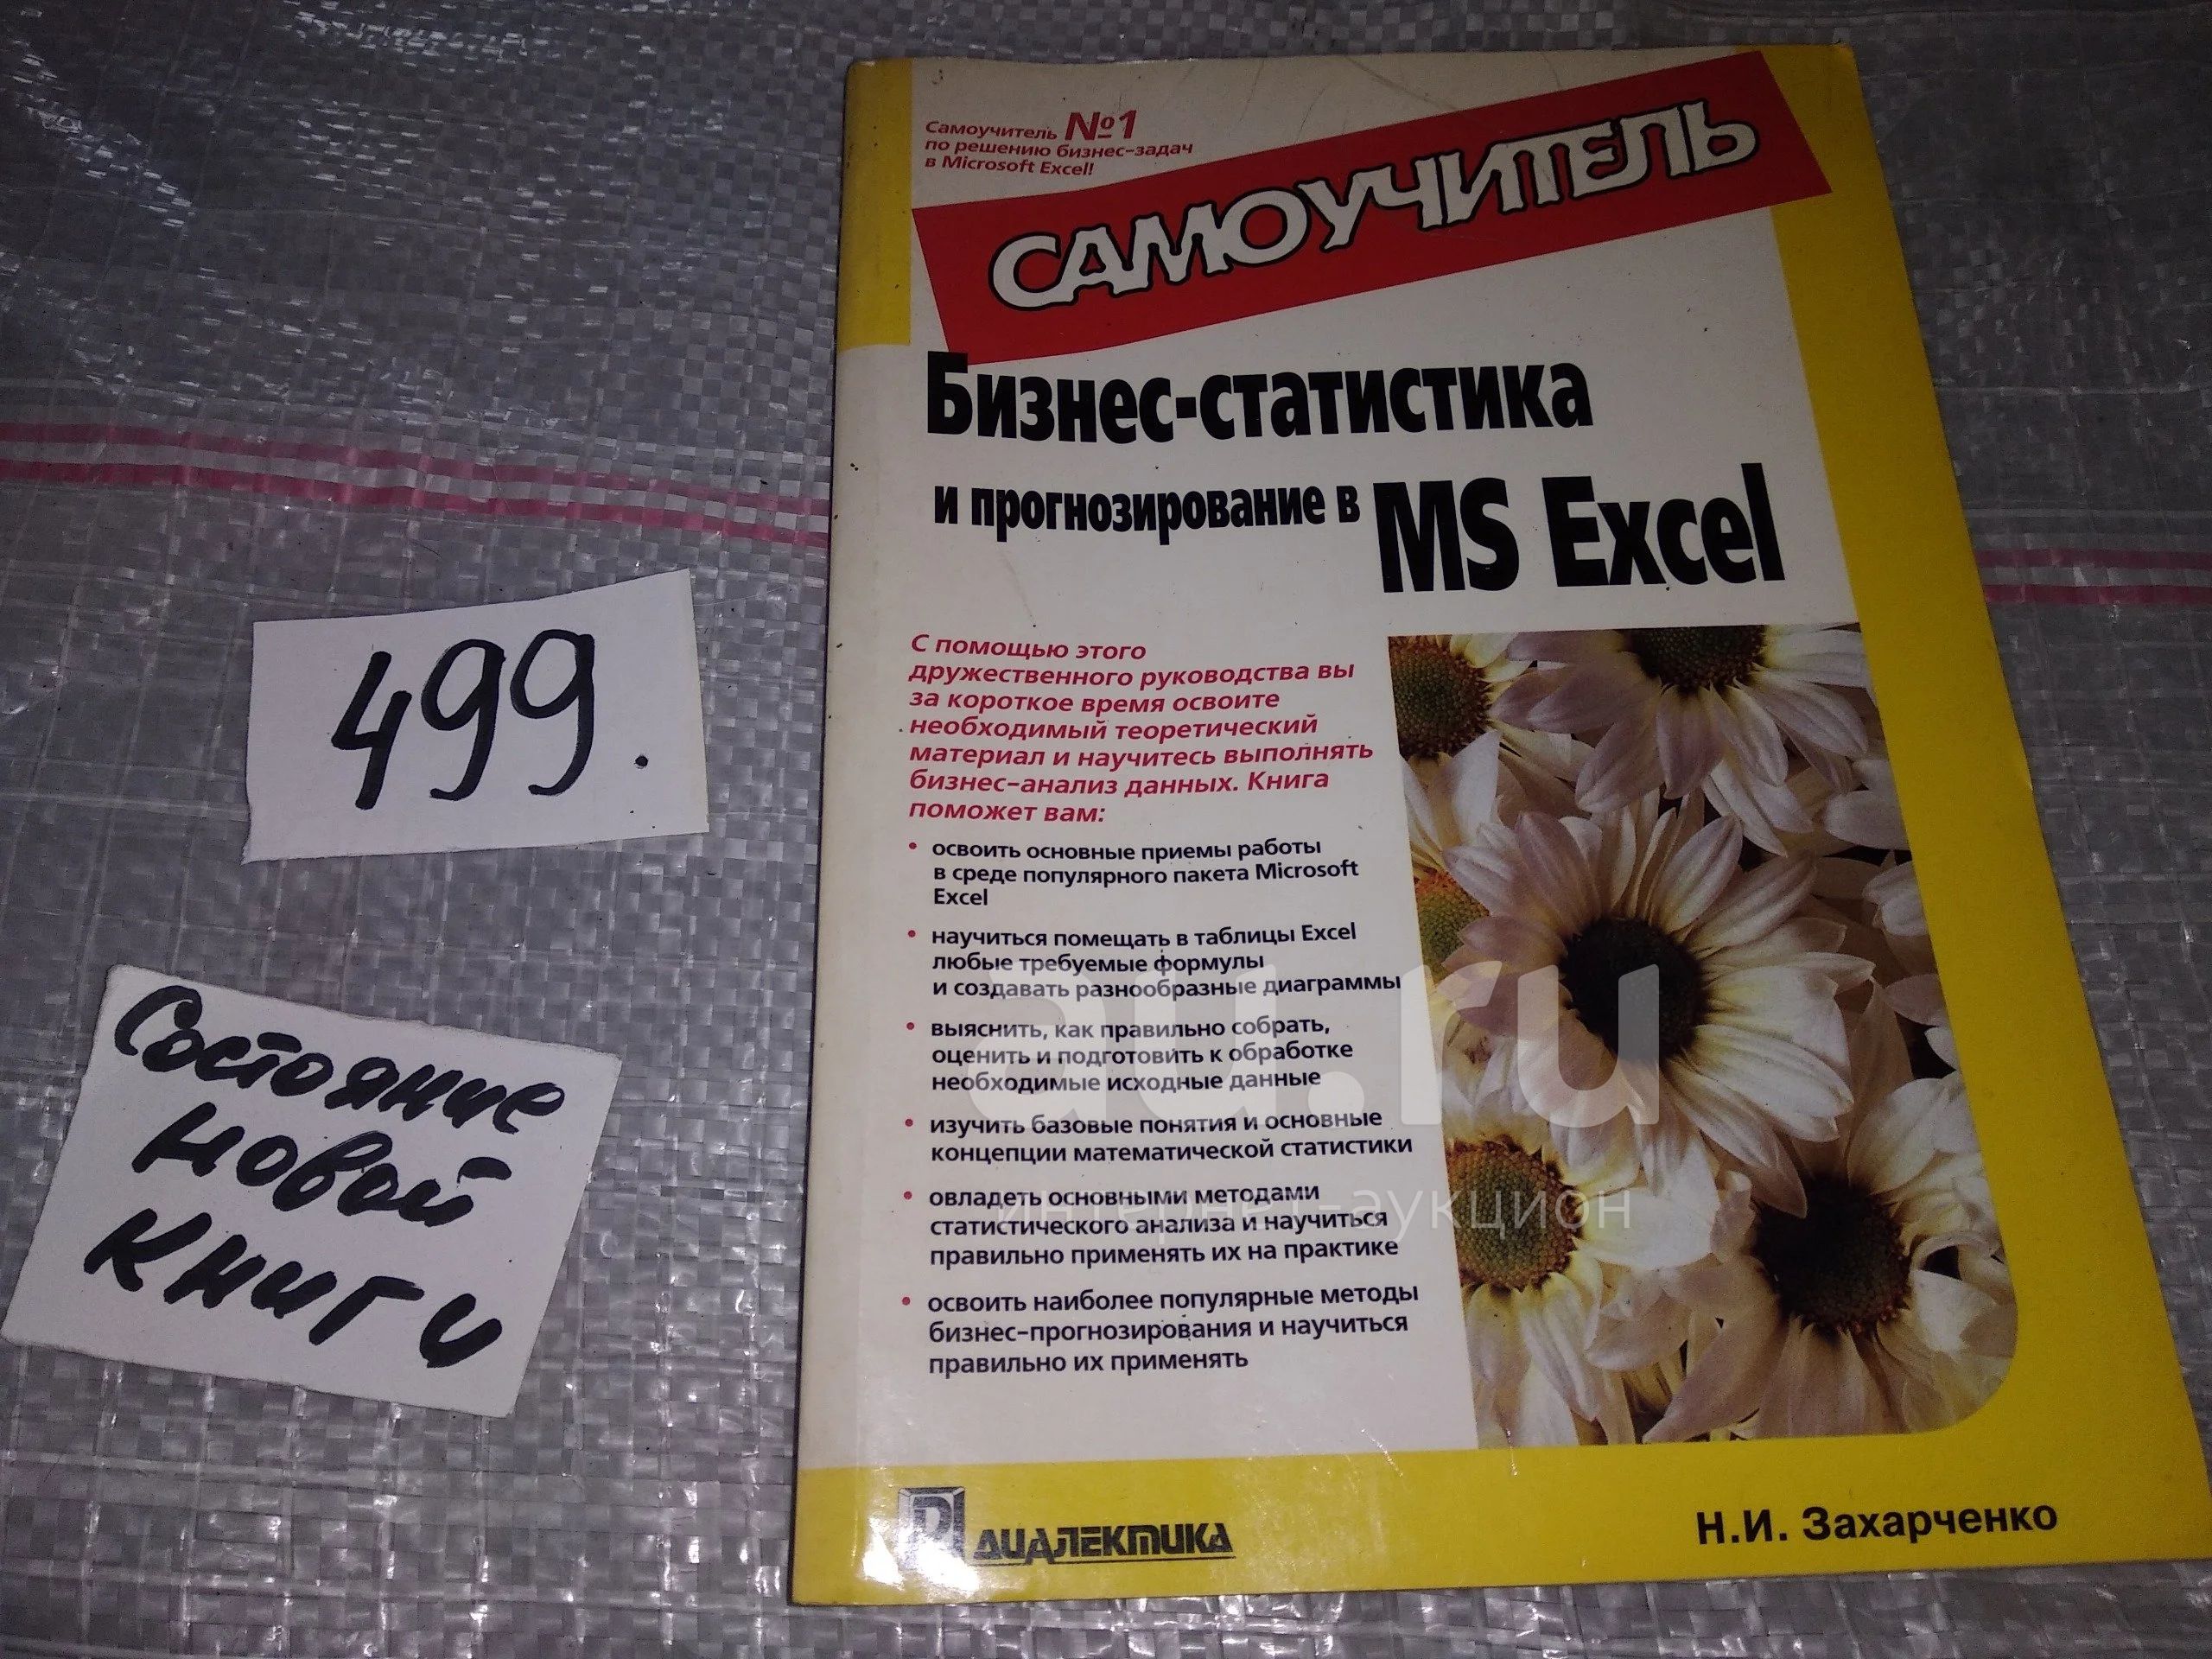 Самоучитель №1
по решению бизнес-задач
в Microsoft Excel!
САМОУЧИТЕЛЬ
Бизнес-статистика
и прогнозирование в MS Excel
С помощью этого
дружественного руководства вы
за короткое время освоите
необходимый теоретический
материал и научитесь выполнять
бизнес-анализ данных. Книга
поможет вам:
• освоить основные приемы работы
в среде популярного пакета Microsoft
Excel
• научиться помещать в таблицы Excel
любые требуемые формулы
и создавать разнообразные диаграммы
• выяснить, как правильно собрать,
оценить и подготовить к обработке
необходимые исходные данные
• изучить базовые понятия и основные
концепции математической статистики
• овладеть основными методами
статистического анализа и научиться
правильно применять их на практике
• освоить наиболее популярные методы
бизнес-прогнозирования и научиться
правильно их применять
ДИАЛЕКТИКА
Н.И. Захарченко
499.
Состояние
новой
книги
au.ru
интернет-аукцион